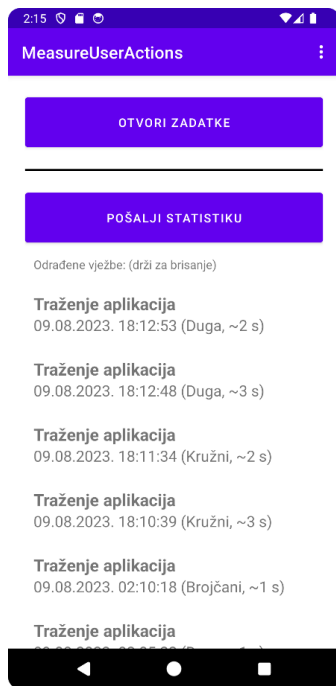 2:15
MeasureUserActions
OTVORI ZADATKE
POŠALJI STATISTIKU
Odrađene vježbe: (drži za brisanje)
Traženje aplikacija
09.08.2023. 18:12:53 (Duga, ~2 s)
Traženje aplikacija
09.08.2023. 18:12:48 (Duga, ~3 s)
Traženje aplikacija
09.08.2023. 18:11:34 (Kružni, ~2 s)
Traženje aplikacija
09.08.2023. 18:10:39 (Kružni, ~3 s)
Traženje aplikacija
09.08.2023. 02:10:18 (Brojčani, ~1 s)
Traženje aplikacija